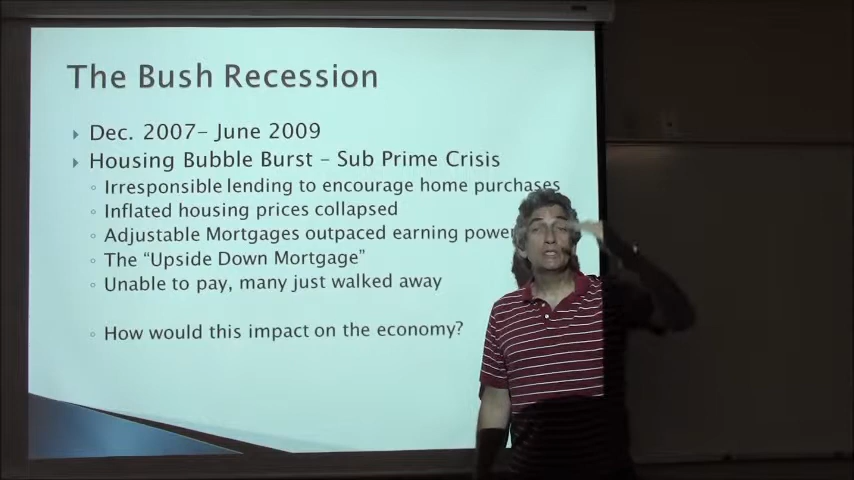 The Bush Recession
Dec. 2007- June 2009
Housing Bubble Burst – Sub Prime Crisis
Irresponsible lending to encourage home purchases
Inflated housing prices collapsed
Adjustable Mortgages outpaced earning power
The “Upside Down Mortgage”
Unable to pay, many just walked away
How would this impact on the economy?